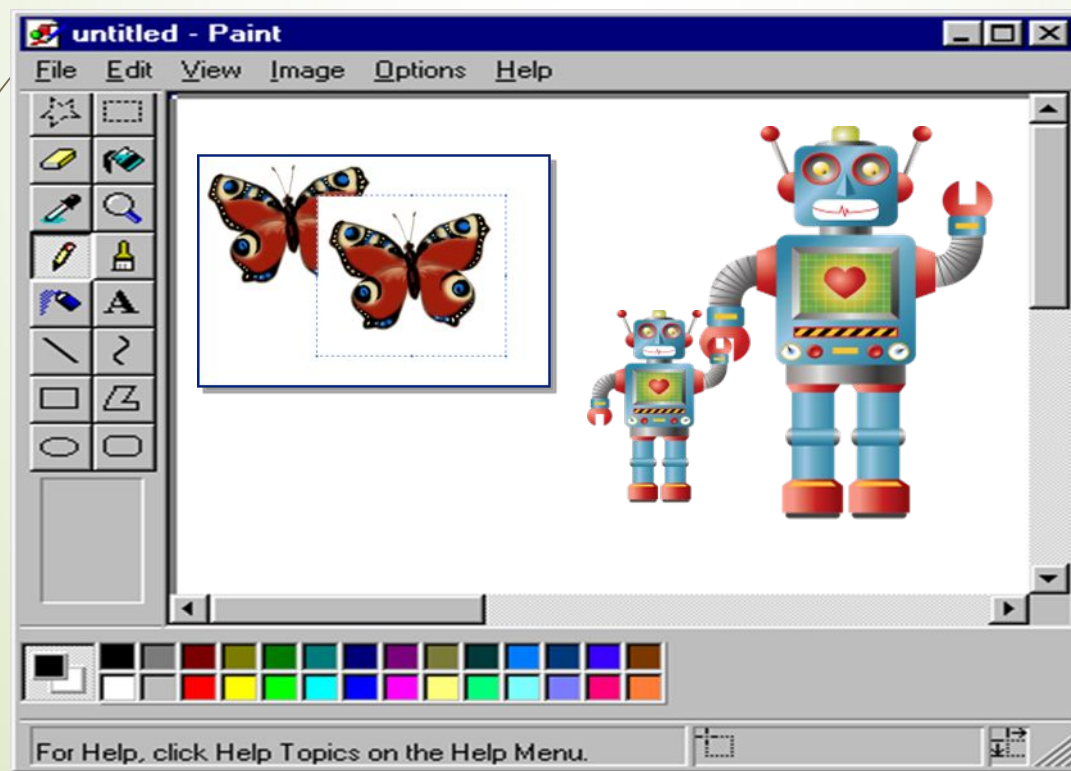 untitled - Paint
File Edit View Image Options Help
A
For Help, click Help Topics on the Help Menu.